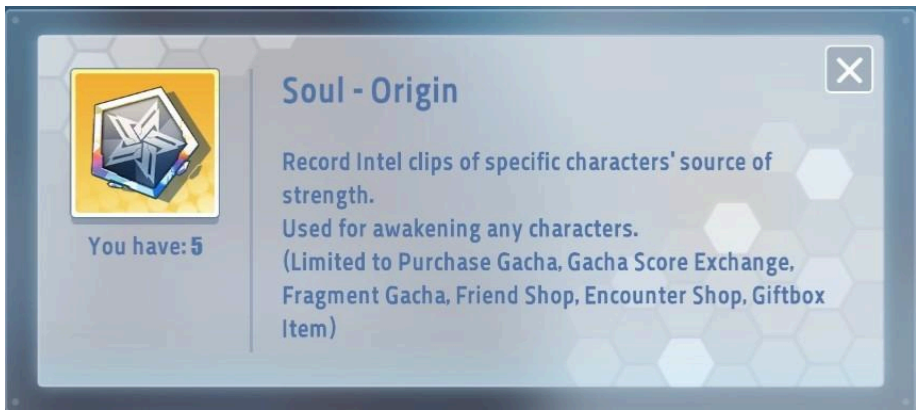 Soul - Origin
Record Intel clips of specific characters' source of
strength.
Used for awakening any characters.
(Limited to Purchase Gacha, Gacha Score Exchange,
Fragment Gacha, Friend Shop, Encounter Shop, Giftbox
Item)
You have: 5